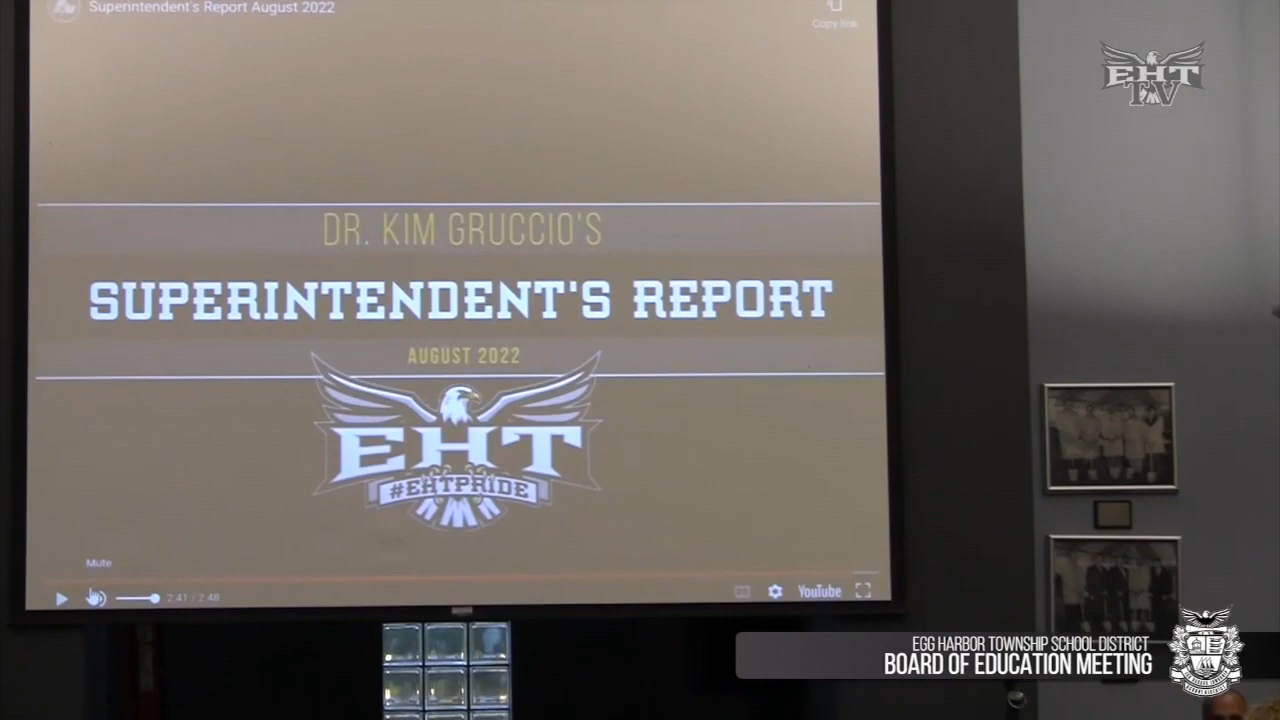 Superintendent's Report August 2022
Copy link
EHT
TV
DR. KIM GRUCCIO'S
SUPERINTENDENT'S REPORT
AUGUST 2022
EHT
#EHTPRIDE
Mute
2:41 / 2:48
YouTube
EGG HARBOR TOWNSHIP SCHOOL DISTRICT
BOARD OF EDUCATION MEETING